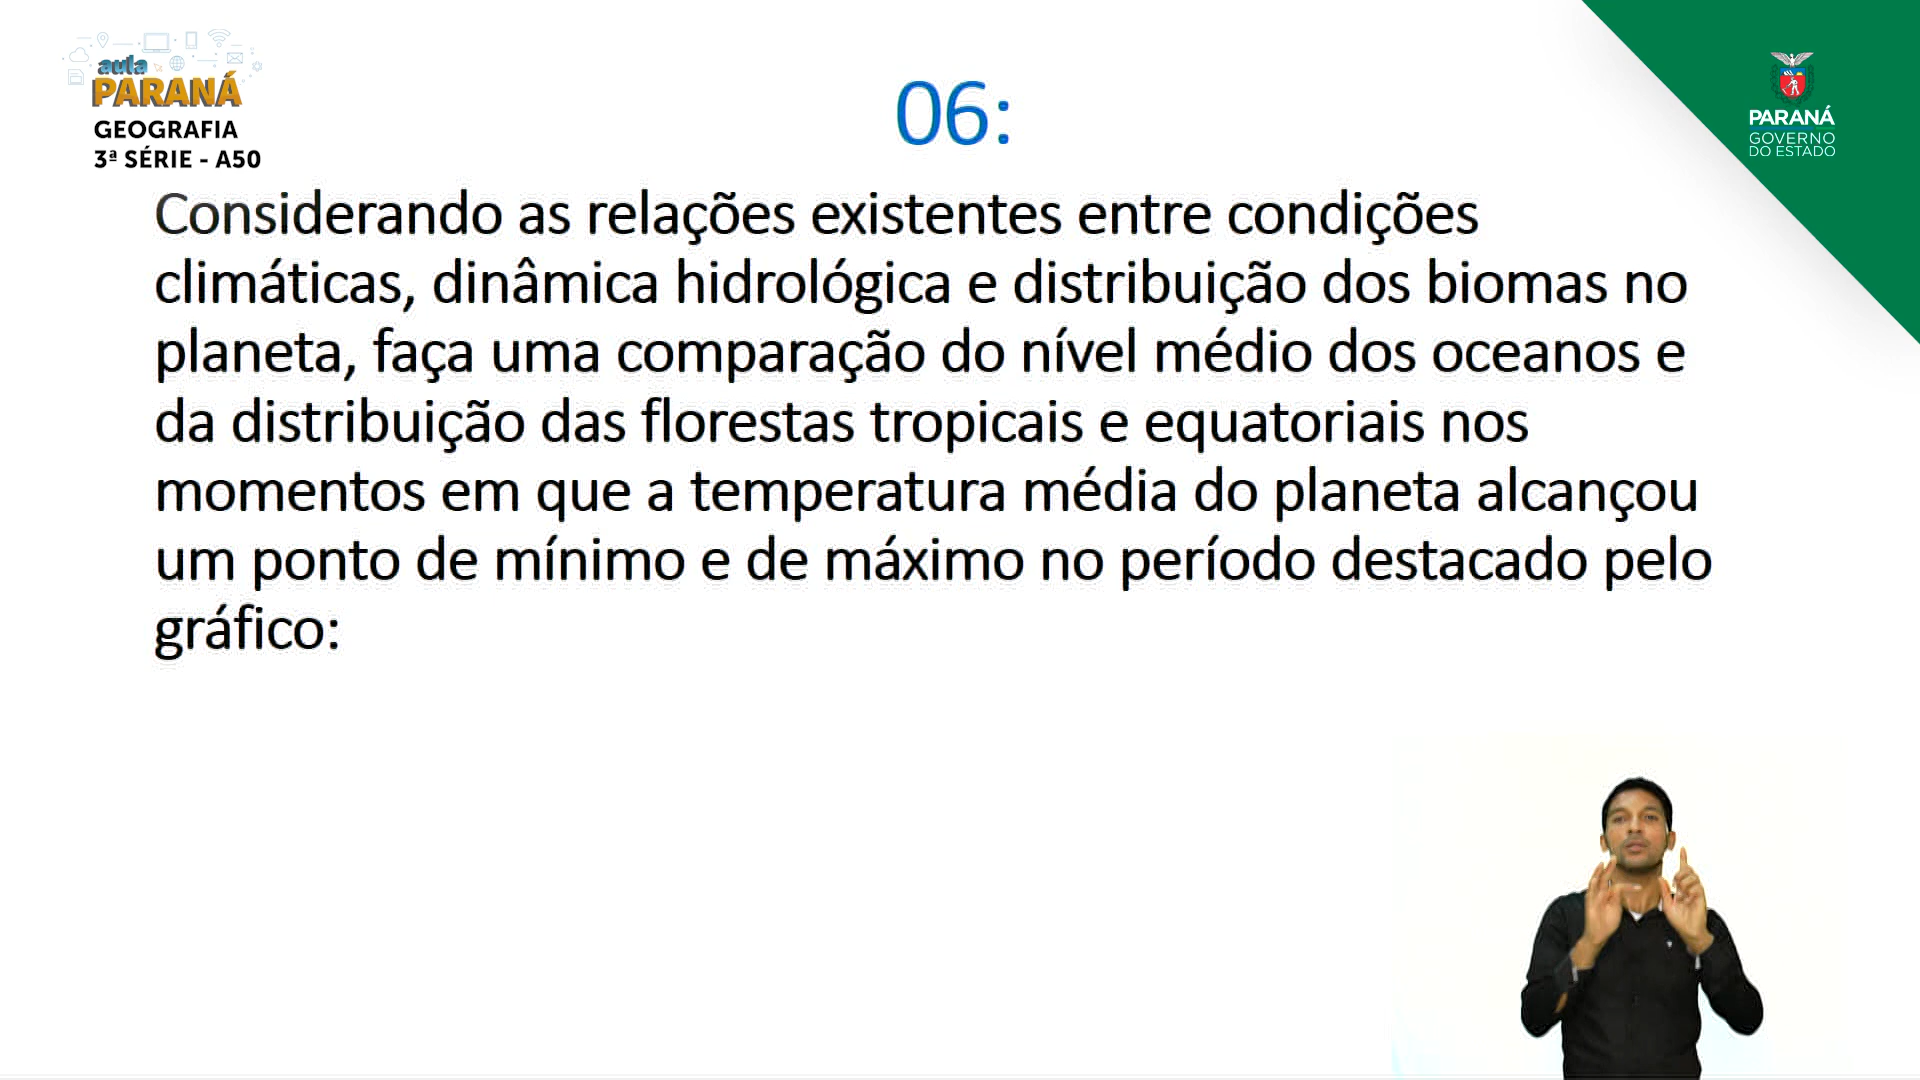 aula
PARANÁ
GEOGRAFIA
3ª SÉRIE - A50
PARANÁ
GOVERNO
DO ESTADO
06:
Considerando as relações existentes entre condições
climáticas, dinâmica hidrológica e distribuição dos biomas no
planeta, faça uma comparação do nível médio dos oceanos e
da distribuição das florestas tropicais e equatoriais nos
momentos em que a temperatura média do planeta alcançou
um ponto de mínimo e de máximo no período destacado pelo
gráfico: